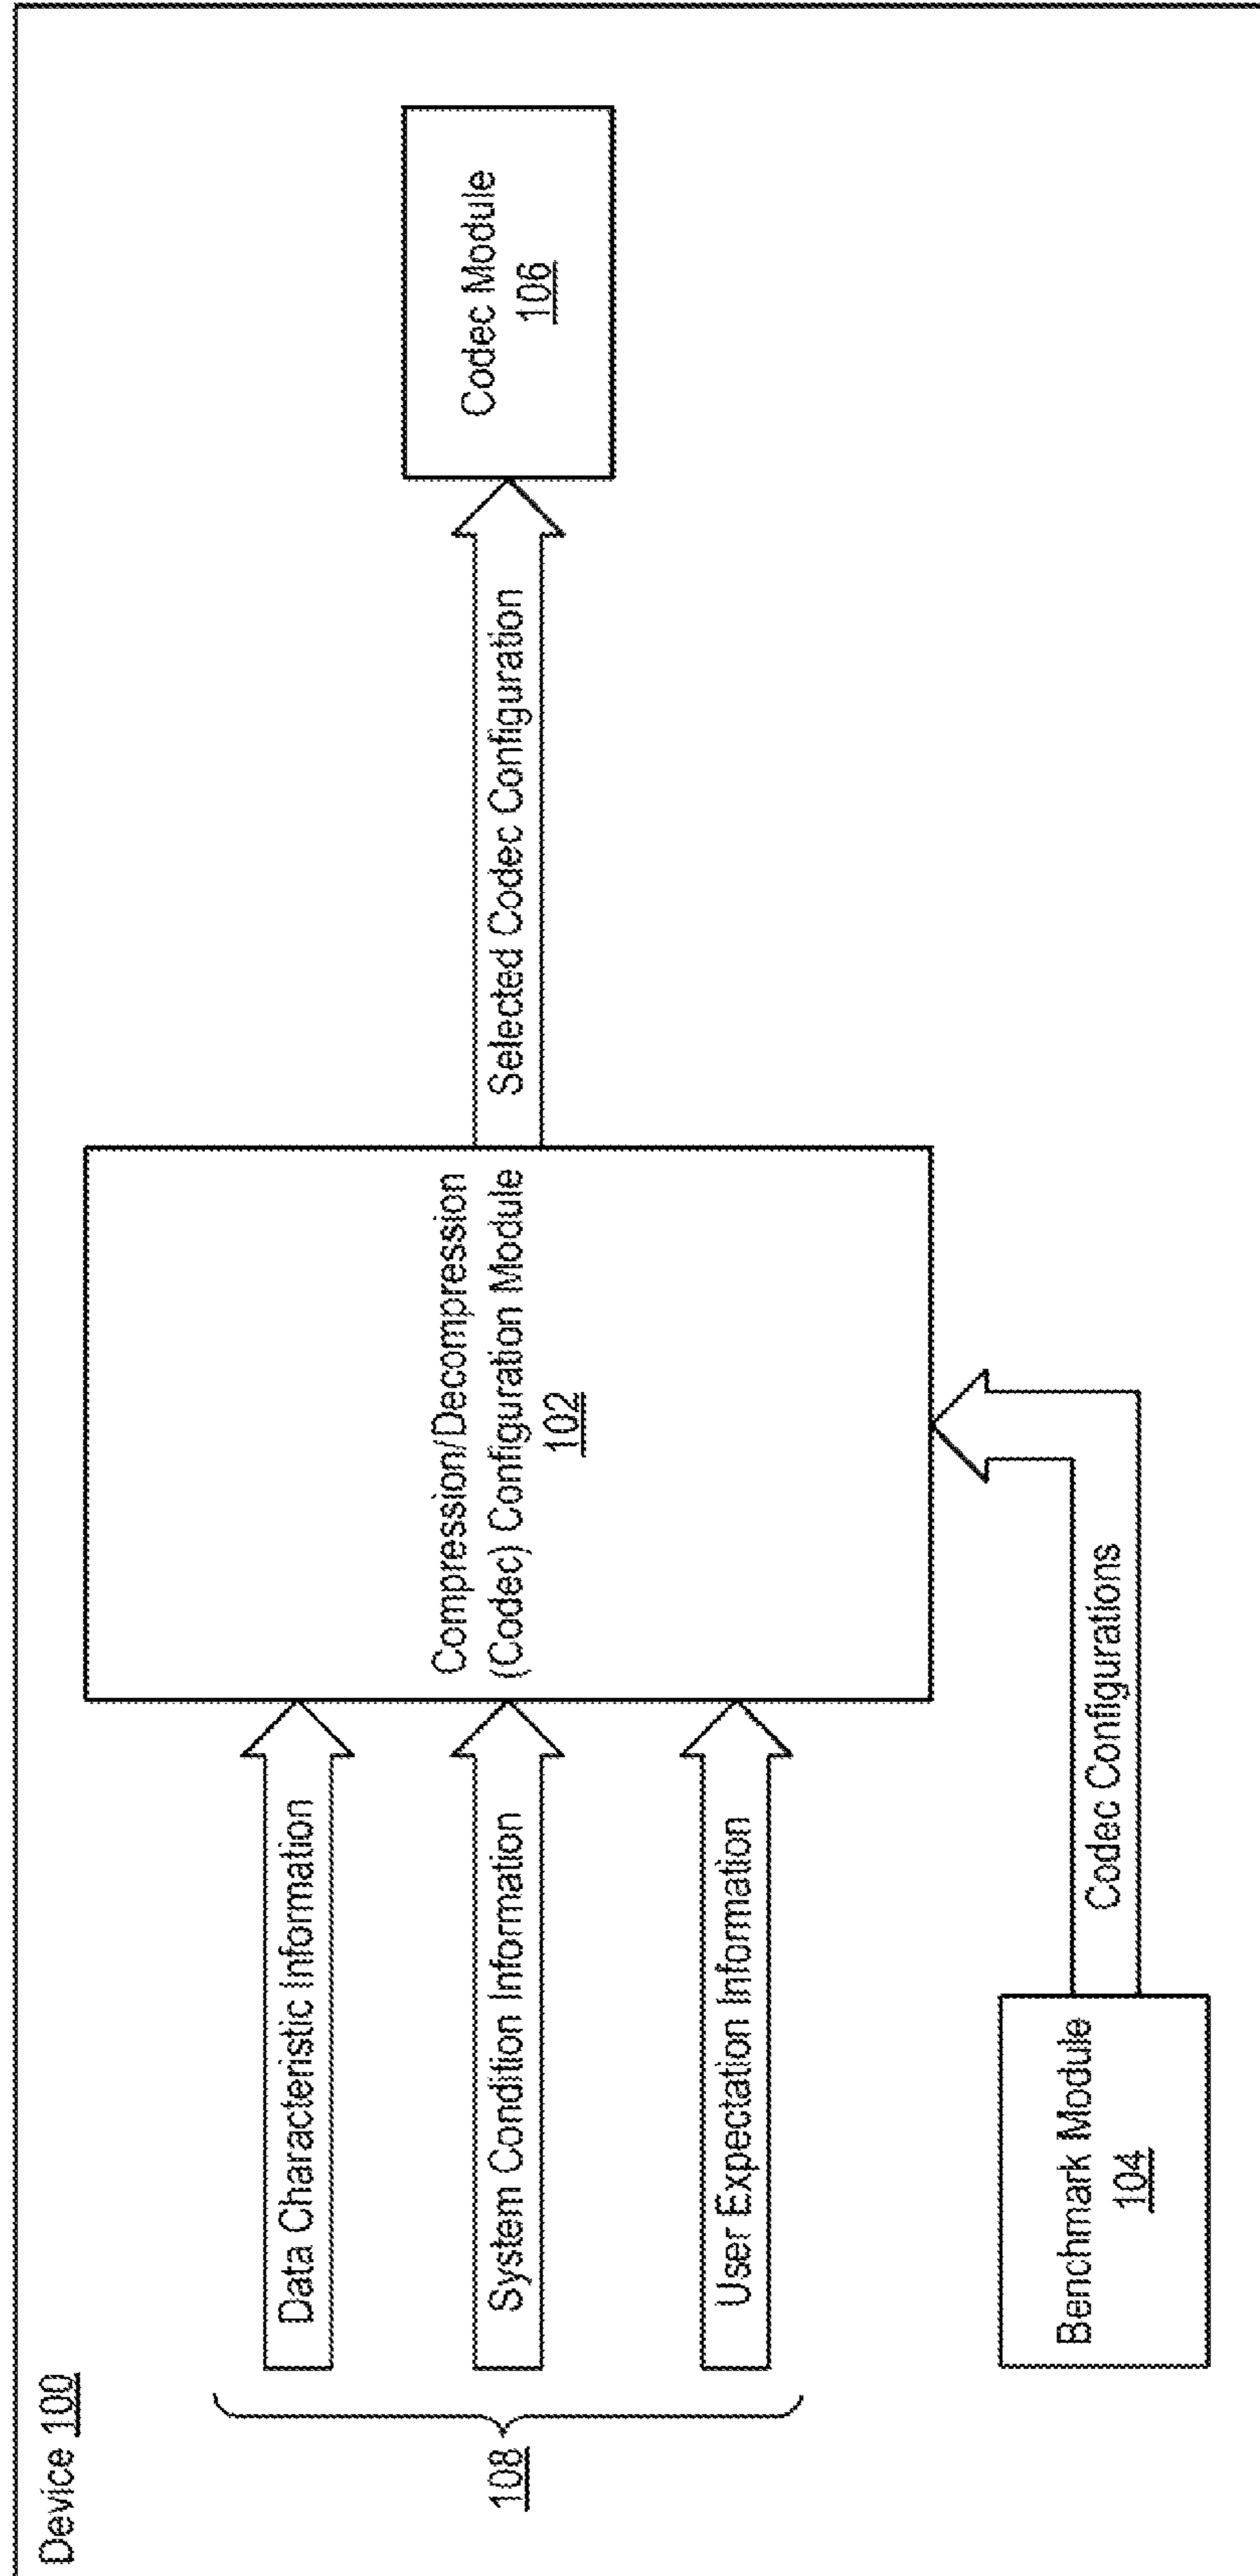 Device 100
108
Data Characteristic Information
System Condition Information
User Expectation Information
Compression/Decompression
(Codec) Configuration Module
102
Selected Codec Configuration
Codec Module
106
Benchmark Module
104
Codec Configurations